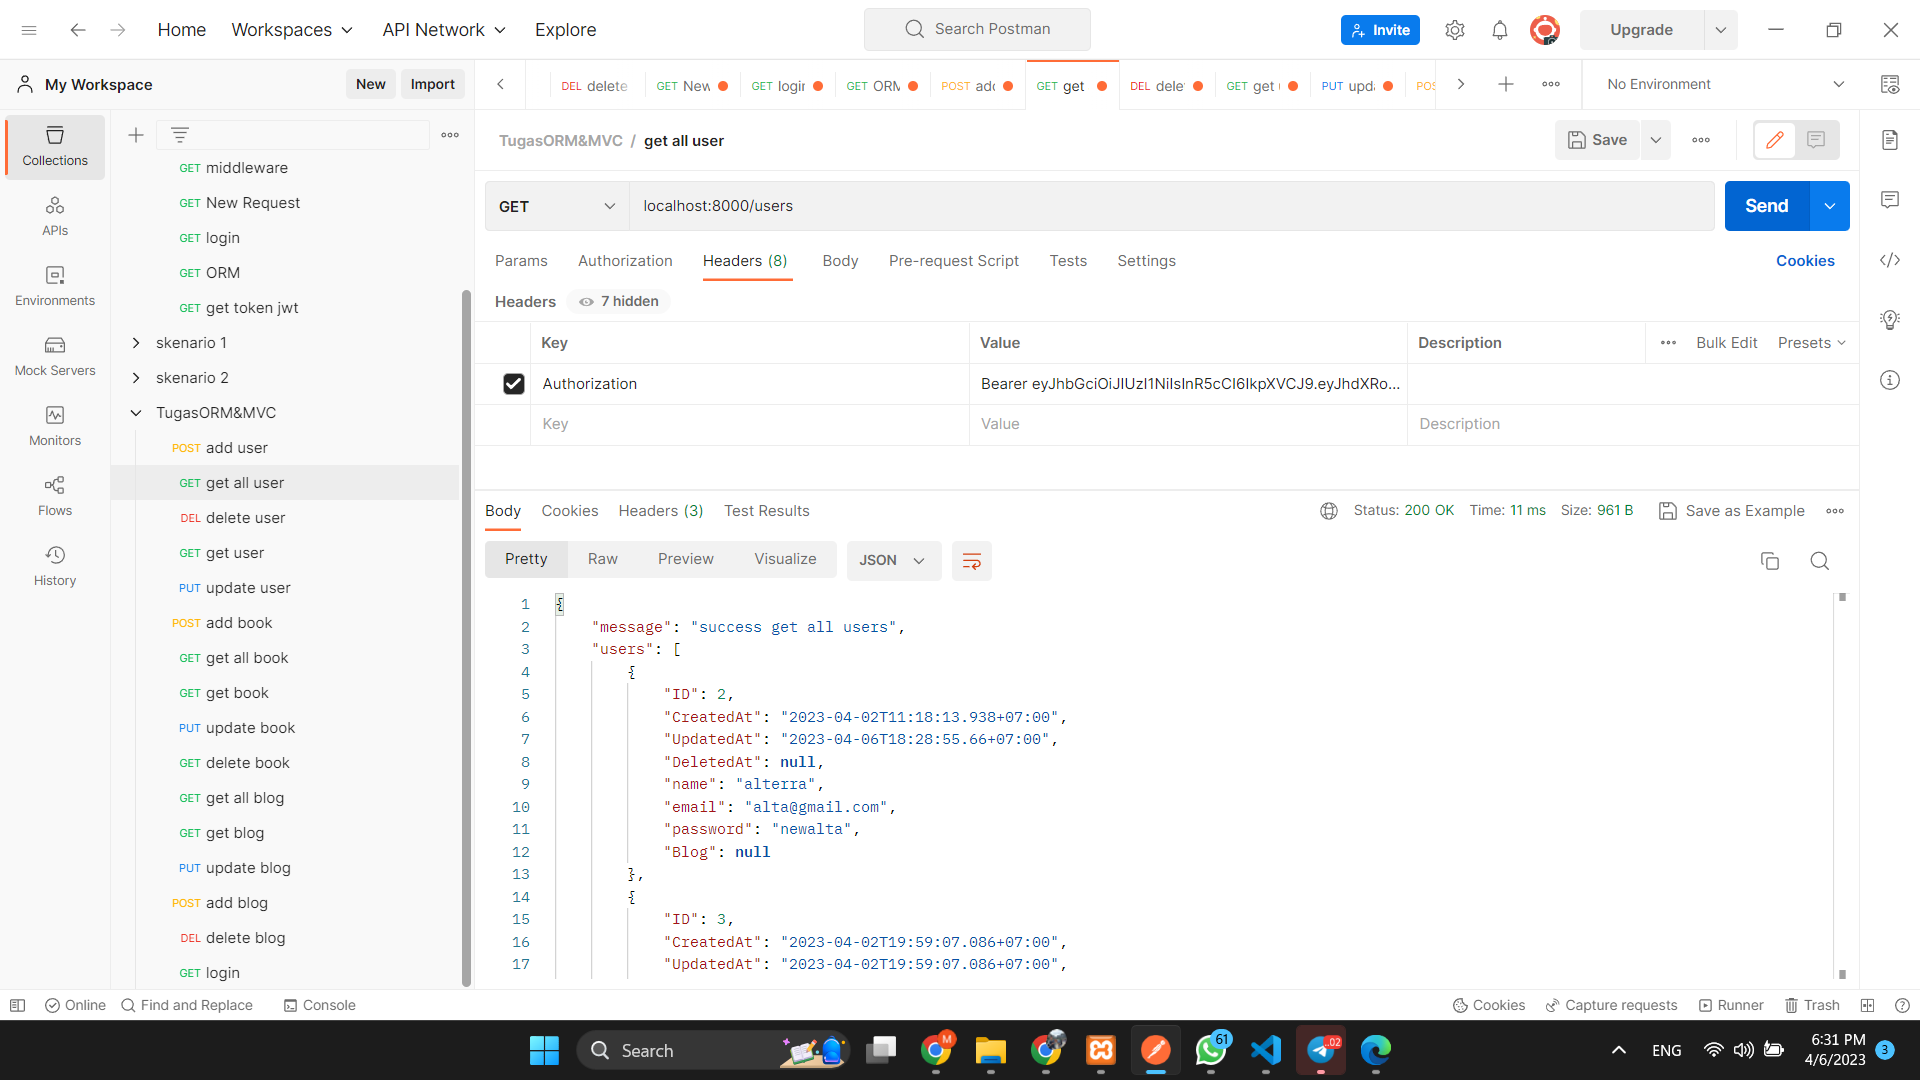 Home Workspaces API Network Explore Search Postman Invite Upgrade
My Workspace New Import
DEL delete GET New GET login GET ORM POST add GET get DEL dele GET get PUT upda POS No Environment
Collections
APIs
Environments
Mock Servers
Monitors
Flows
History
GET middleware
GET New Request
GET login
GET ORM
GET get token jwt
skenario 1
skenario 2
TugasORM&MVC
POST add user
GET get all user
DEL delete user
GET get user
PUT update user
POST add book
GET get all book
GET get book
PUT update book
GET delete book
GET get all blog
GET get blog
PUT update blog
POST add blog
DEL delete blog
GET login
TugasORM&MVC / get all user Save
GET localhost:8000/users Send
Params Authorization Headers (8) Body Pre-request Script Tests Settings Cookies
Headers 7 hidden
Key Value Description Bulk Edit Presets
Authorization Bearer eyJhbGciOiJIUzI1NiIsInR5cCI6IkpXVCJ9.eyJhdXRo...
Key Value Description
Body Cookies Headers (3) Test Results Status: 200 OK Time: 11 ms Size: 961 B Save as Example
Pretty Raw Preview Visualize JSON
1 {
2 "message": "success get all users",
3 "users": [
4 {
5 "ID": 2,
6 "CreatedAt": "2023-04-02T11:18:13.938+07:00",
7 "UpdatedAt": "2023-04-06T18:28:55.66+07:00",
8 "DeletedAt": null,
9 "name": "alterra",
10 "email": "alta@gmail.com",
11 "password": "newalta",
12 "Blog": null
13 },
14 {
15 "ID": 3,
16 "CreatedAt": "2023-04-02T19:59:07.086+07:00",
17 "UpdatedAt": "2023-04-02T19:59:07.086+07:00",
Online Find and Replace Console Cookies Capture requests Runner Trash
Search M 61 .02 ENG 6:31 PM 3
4/6/2023